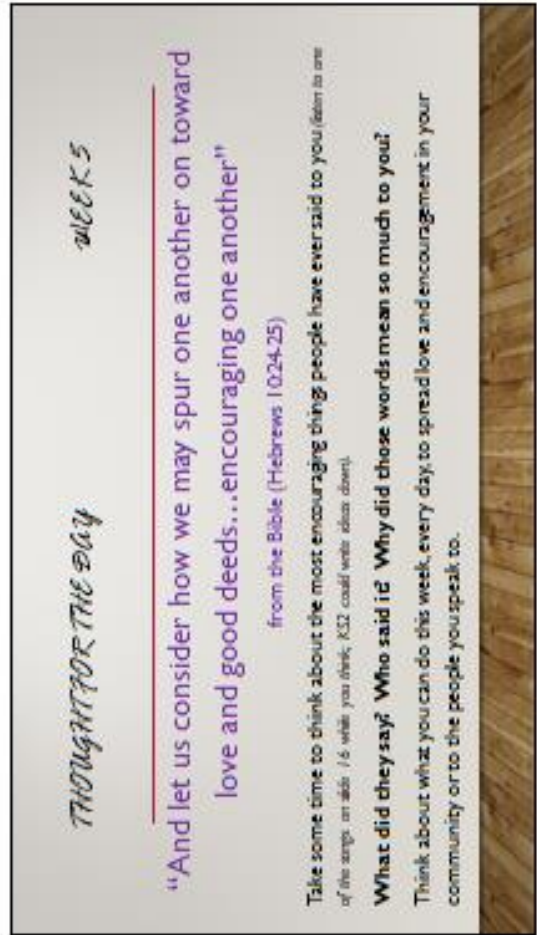 THOUGHT FOR THE DAY WEEK 5
“And let us consider how we may spur one another on toward
love and good deeds…encouraging one another”
from the Bible (Hebrews 10:24-25)
Take some time to think about the most encouraging things people have ever said to you (listen to one
of the songs on slide 16 while you think, KS2 could write ideas down).
What did they say? Who said it? Why did those words mean so much to you?
Think about what you can do this week, every day, to spread love and encouragement in your
community or to the people you speak to.